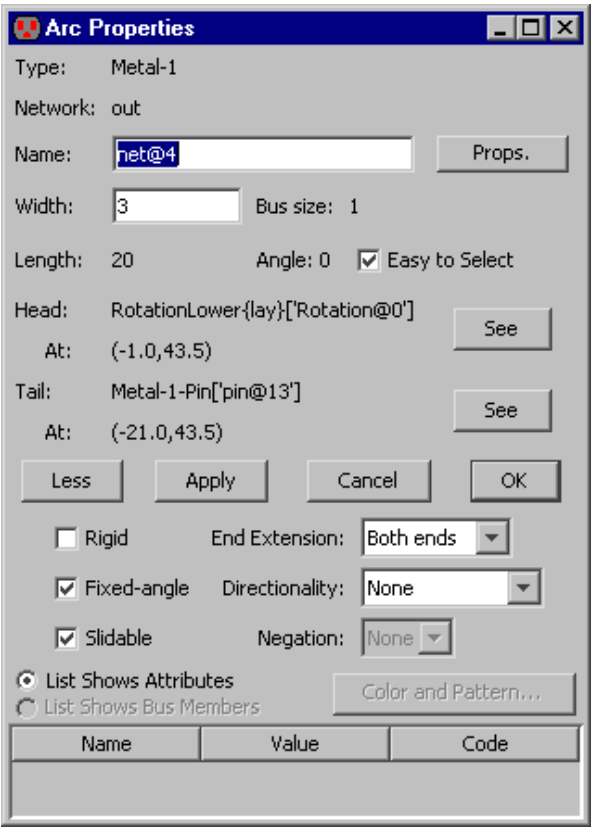 Arc Properties
Type: Metal-1
Network: out
Name: net@4 Props.
Width: 3 Bus size: 1
Length: 20 Angle: 0 Easy to Select
Head: RotationLower{lay}['Rotation@0'] See
At: (-1.0,43.5)
Tail: Metal-1-Pin['pin@13'] See
At: (-21.0,43.5)
Less Apply Cancel OK
Rigid End Extension: Both ends
Fixed-angle Directionality: None
Slidable Negation: None
List Shows Attributes
List Shows Bus Members Color and Pattern...
Name Value Code